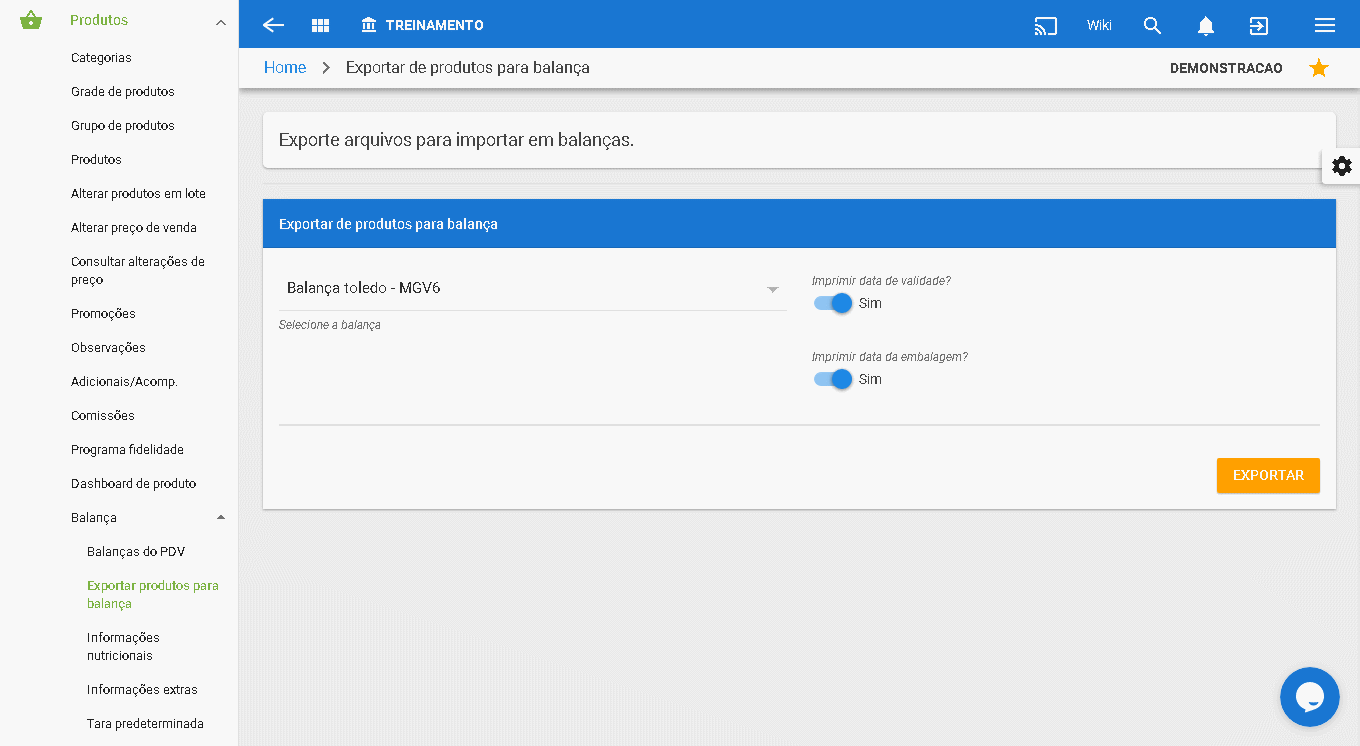 Produtos
Categorias
Grade de produtos
Grupo de produtos
Produtos
Alterar produtos em lote
Alterar preço de venda
Consultar alterações de
preço
Promoções
Observações
Adicionais/Acomp.
Comissões
Programa fidelidade
Dashboard de produto
Balança
Balanças do PDV
Exportar produtos para
balança
Informações
nutricionais
Informações extras
Tara predeterminada
TREINAMENTO
Wiki
Home > Exportar de produtos para balança
DEMONSTRACAO
Exporte arquivos para importar em balanças.
Exportar de produtos para balança
Balança toledo - MGV6
Selecione a balança
Imprimir data de validade?
Sim
Imprimir data da embalagem?
Sim
EXPORTAR